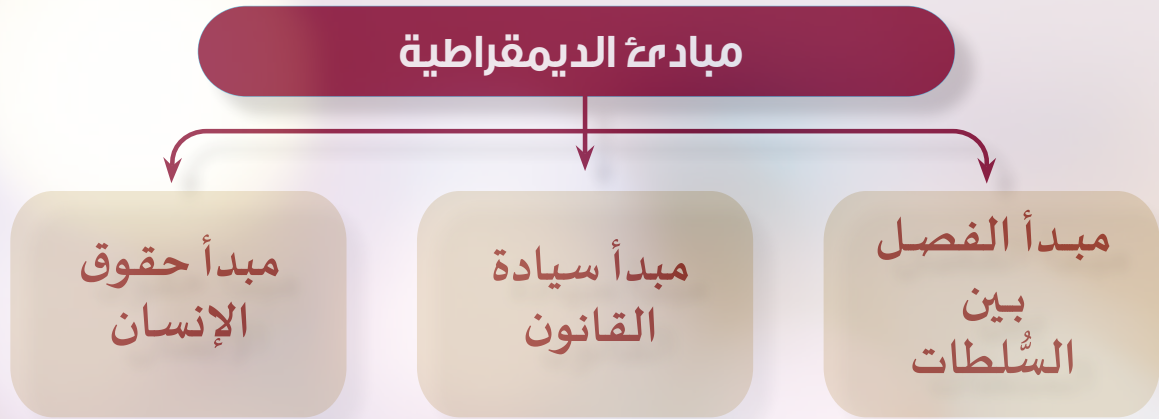 مبادئ الديمقراطية
مبدأ الفصل
بين
السُّلطات
مبدأ سيادة
القانون
مبدأ حقوق
الإنسان